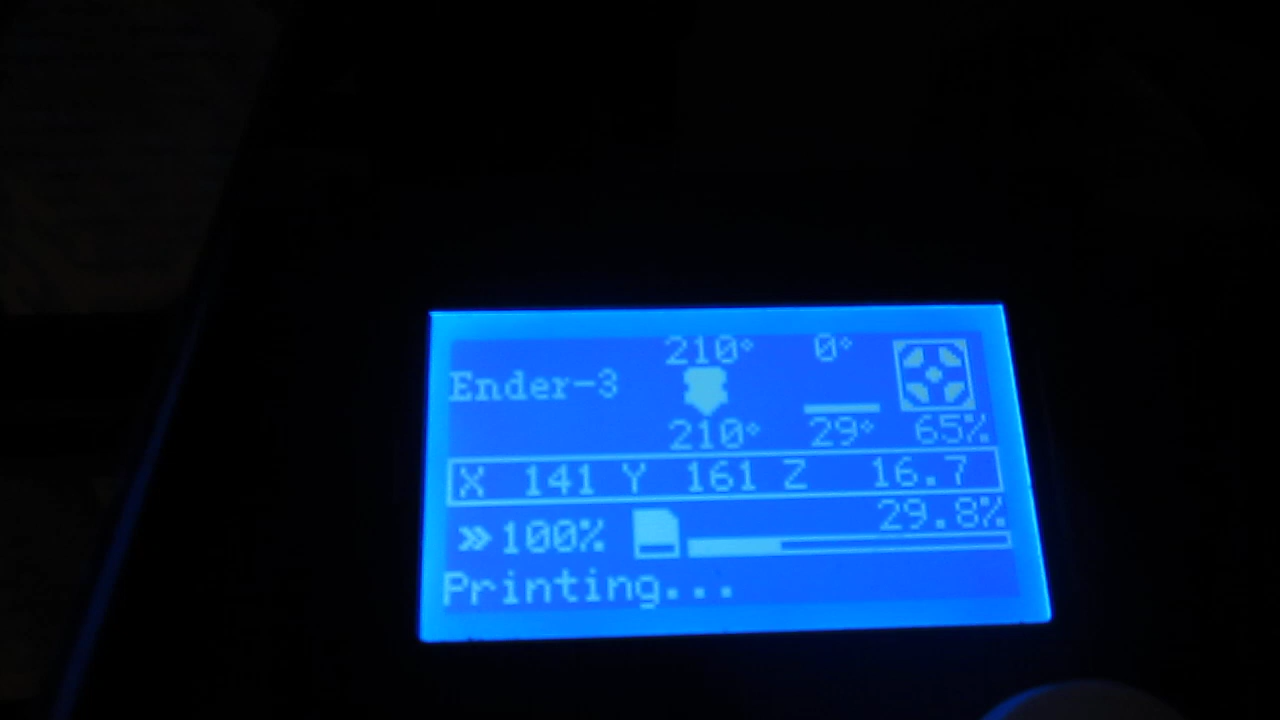 210° 0°
Ender-3
210° 29° 65%
X 141 Y 161 Z 16.7
29.8%
»100%
Printing...